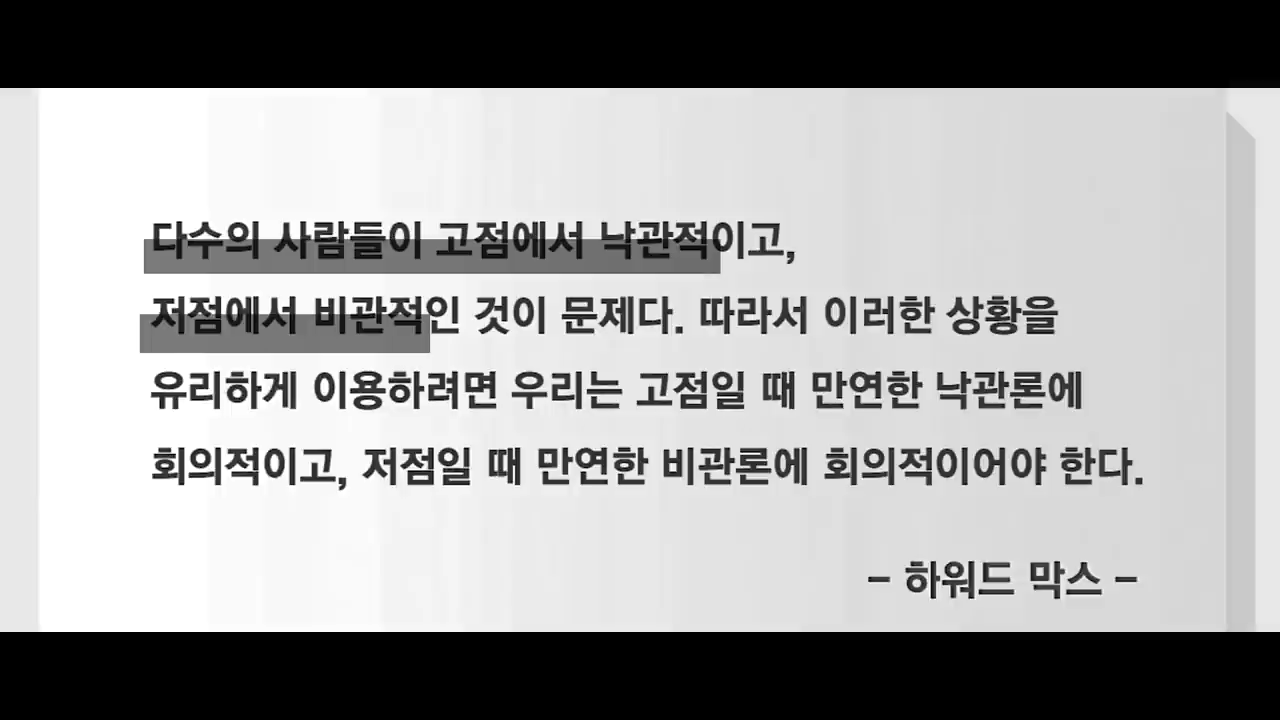 다수의 사람들이 고점에서 낙관적이고,
저점에서 비관적인 것이 문제다. 따라서 이러한 상황을
유리하게 이용하려면 우리는 고점일 때 만연한 낙관론에
회의적이고, 저점일 때 만연한 비관론에 회의적이어야 한다.
- 하워드 막스 -